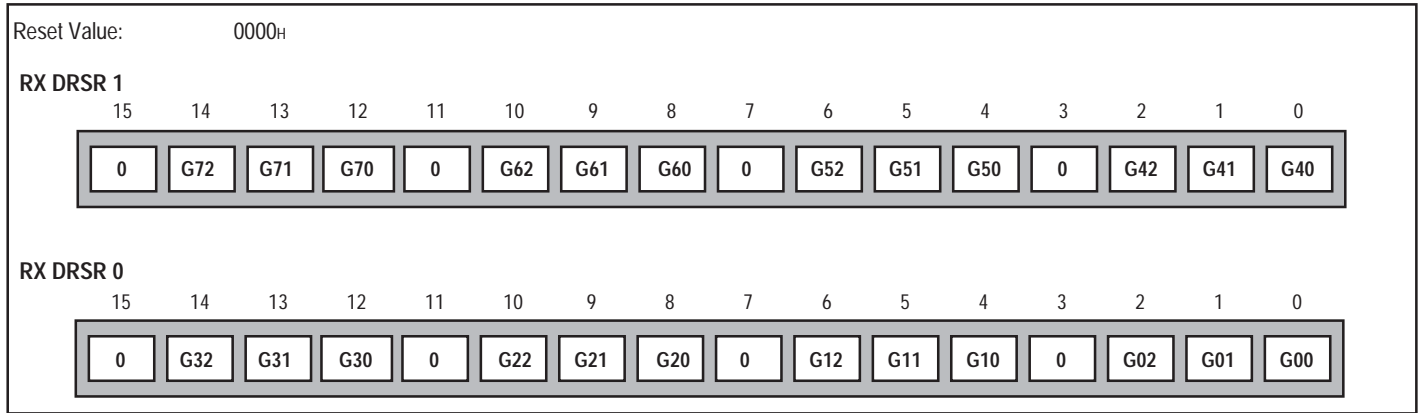 Reset Value: 0000H
RX DRSR 1
15 14 13 12 11 10 9 8 7 6 5 4 3 2 1 0
0 G72 G71 G70 0 G62 G61 G60 0 G52 G51 G50 0 G42 G41 G40
RX DRSR 0
15 14 13 12 11 10 9 8 7 6 5 4 3 2 1 0
0 G32 G31 G30 0 G22 G21 G20 0 G12 G11 G10 0 G02 G01 G00